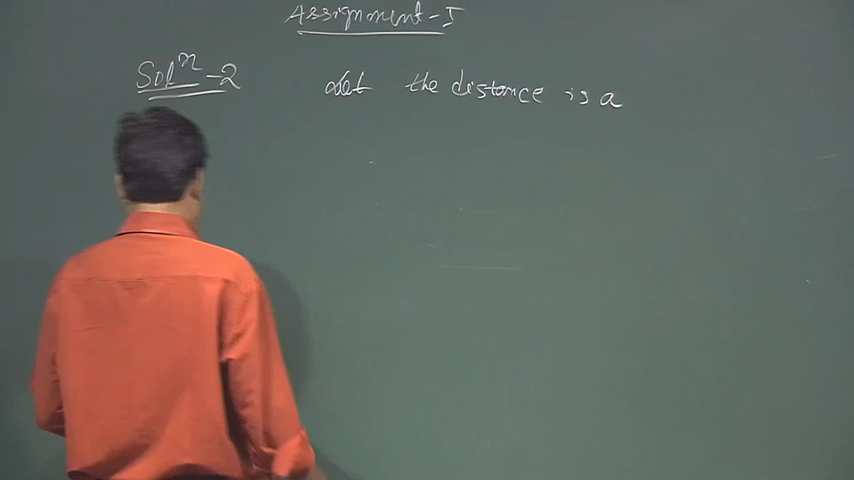 Assignment-I
Solⁿ-2
Let the distance is a